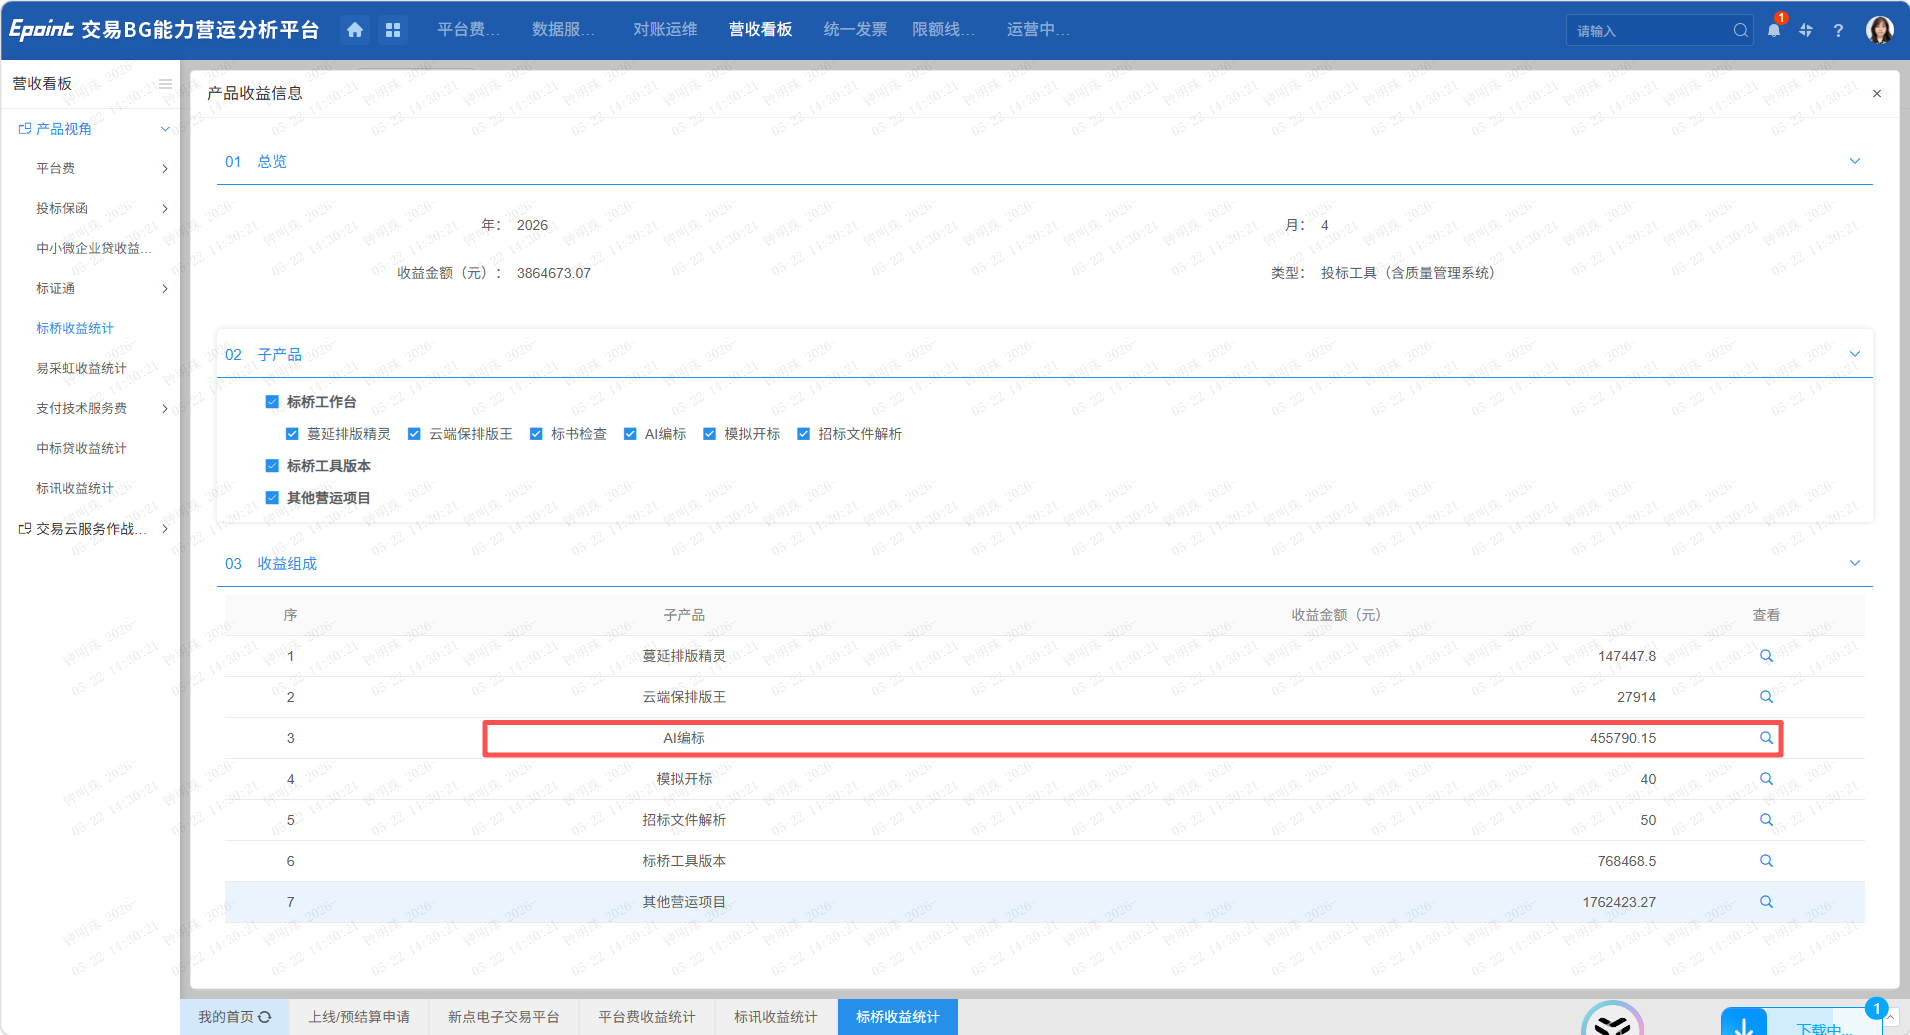 Epoint 交易BG能力营运分析平台
平台费... 数据服... 对账运维 营收看板 统一发票 限额线... 运营中...
请输入
1
?
营收看板
产品视角
平台费
投标保函
中小微企业贷收益...
标证通
标桥收益统计
易采虹收益统计
支付技术服务费
中标贷收益统计
标讯收益统计
交易云服务作战...
产品收益信息
×
01 总览
年： 2026 月： 4
收益金额（元）： 3864673.07 类型： 投标工具（含质量管理系统）
02 子产品
标桥工作台
蔓延排版精灵 云端保排版王 标书检查 AI编标 模拟开标 招标文件解析
标桥工具版本
其他营运项目
03 收益组成
序 子产品 收益金额（元） 查看
1 蔓延排版精灵 147447.8
2 云端保排版王 27914
3 AI编标 455790.15
4 模拟开标 40
5 招标文件解析 50
6 标桥工具版本 768468.5
7 其他营运项目 1762423.27
我的首页 上线/预结算申请 新点电子交易平台 平台费收益统计 标讯收益统计 标桥收益统计
下载中...
1
钟明珠 2026-
05-22 14:30:21